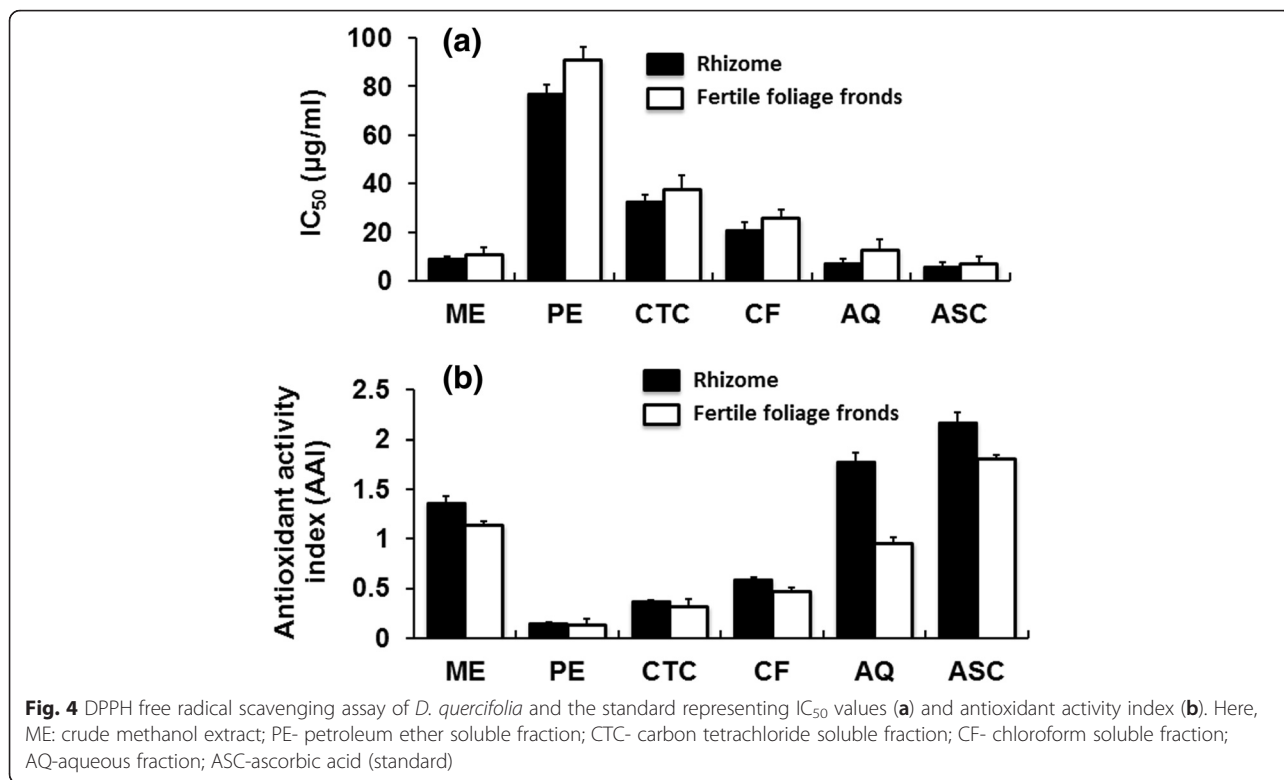 (a)
Rhizome
Fertile foliage fronds
IC50 (µg/ml)
100
80
60
40
20
0
ME PE CTC CF AQ ASC
(b)
Rhizome
Fertile foliage fronds
Antioxidant activity
index (AAI)
2.5
2
1.5
1
0.5
0
ME PE CTC CF AQ ASC
Fig. 4 DPPH free radical scavenging assay of D. quercifolia and the standard representing IC50 values (a) and antioxidant activity index (b). Here,
ME: crude methanol extract; PE- petroleum ether soluble fraction; CTC- carbon tetrachloride soluble fraction; CF- chloroform soluble fraction;
AQ-aqueous fraction; ASC-ascorbic acid (standard)